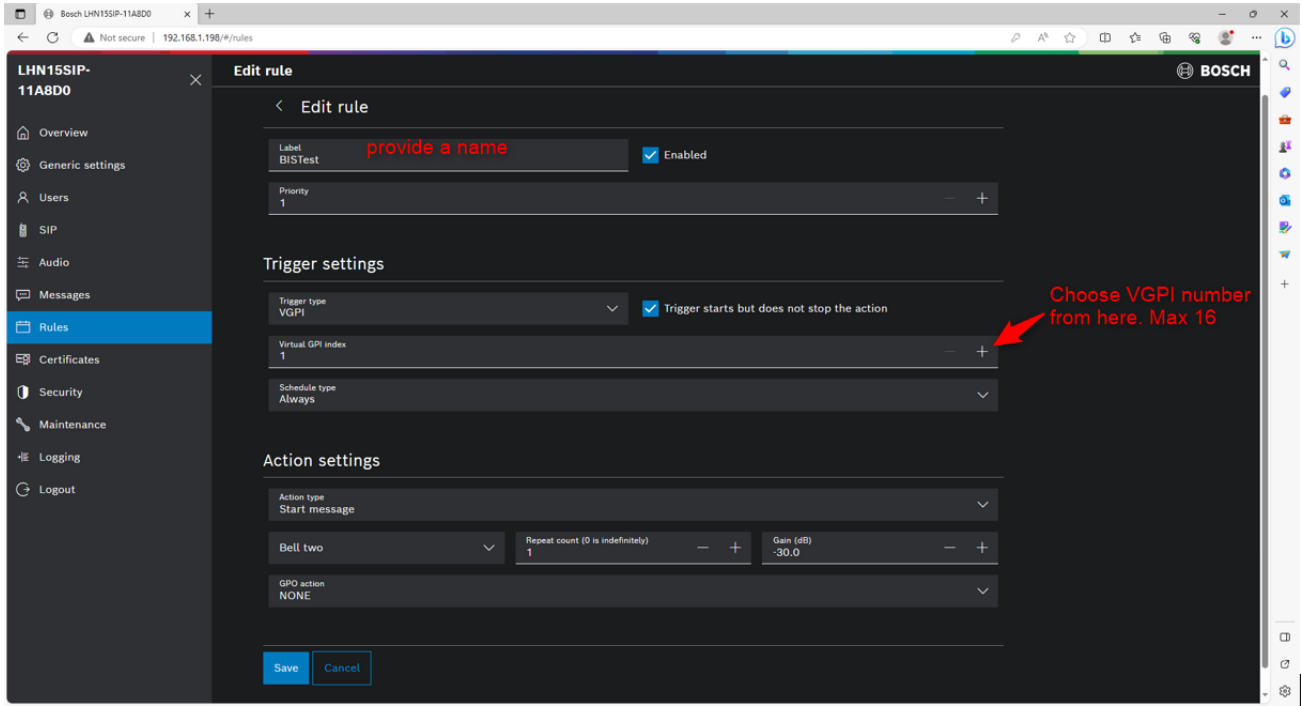 Bosch LHN15SIP-11A8D0
Not secure 192.168.1.198/#/rules
LHN15SIP-
11A8D0
Edit rule
BOSCH
Overview
Generic settings
Users
SIP
Audio
Messages
Rules
Certificates
Security
Maintenance
Logging
Logout
Edit rule
Label
BISTest
provide a name
Enabled
Priority
1
Trigger settings
Trigger type
VGPI
Trigger starts but does not stop the action
Choose VGPI number
from here. Max 16
Virtual GPI index
1
Schedule type
Always
Action settings
Action type
Start message
Bell two
Repeat count (0 is indefinitely)
1
Gain (dB)
-30.0
GPO action
NONE
Save
Cancel